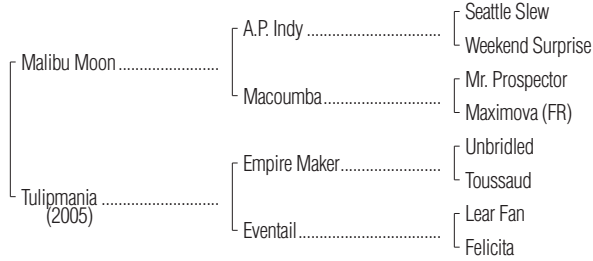 Seattle Slew
A.P. Indy ................................
Weekend Surprise
Malibu Moon ........................
Mr. Prospector
Macoumba ............................
Maximova (FR)
Unbridled
Empire Maker ........................
Toussaud
Tulipmania ............................
(2005)
Lear Fan
Eventail ..................................
Felicita